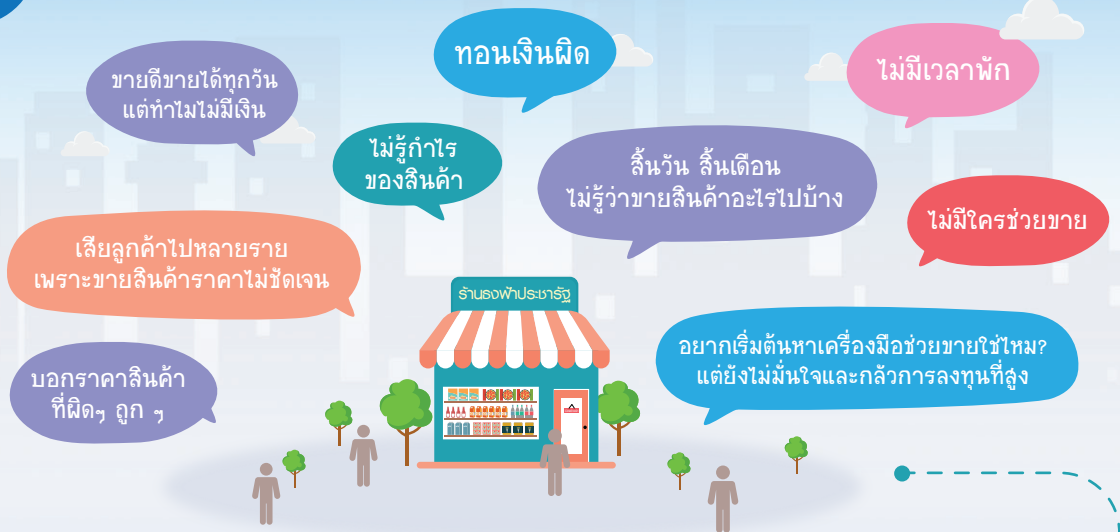 ทอนเงินผิด
ขายดีขายได้ทุกวัน
แต่ทำไมไม่มีเงิน
ไม่มีเวลาพัก
ไม่รู้กำไร
ของสินค้า
สิ้นวัน สิ้นเดือน
ไม่รู้ว่าขายสินค้าอะไรไปบ้าง
ไม่มีใครช่วยขาย
เสียลูกค้าไปหลายราย
เพราะขายสินค้าราคาไม่ชัดเจน
ร้านธงฟ้าประชารัฐ
อยากเริ่มต้นหาเครื่องมือช่วยขายใช่ไหม?
แต่ยังไม่มั่นใจและกลัวการลงทุนที่สูง
บอกราคาสินค้า
ที่ผิดๆ ถูก ๆ